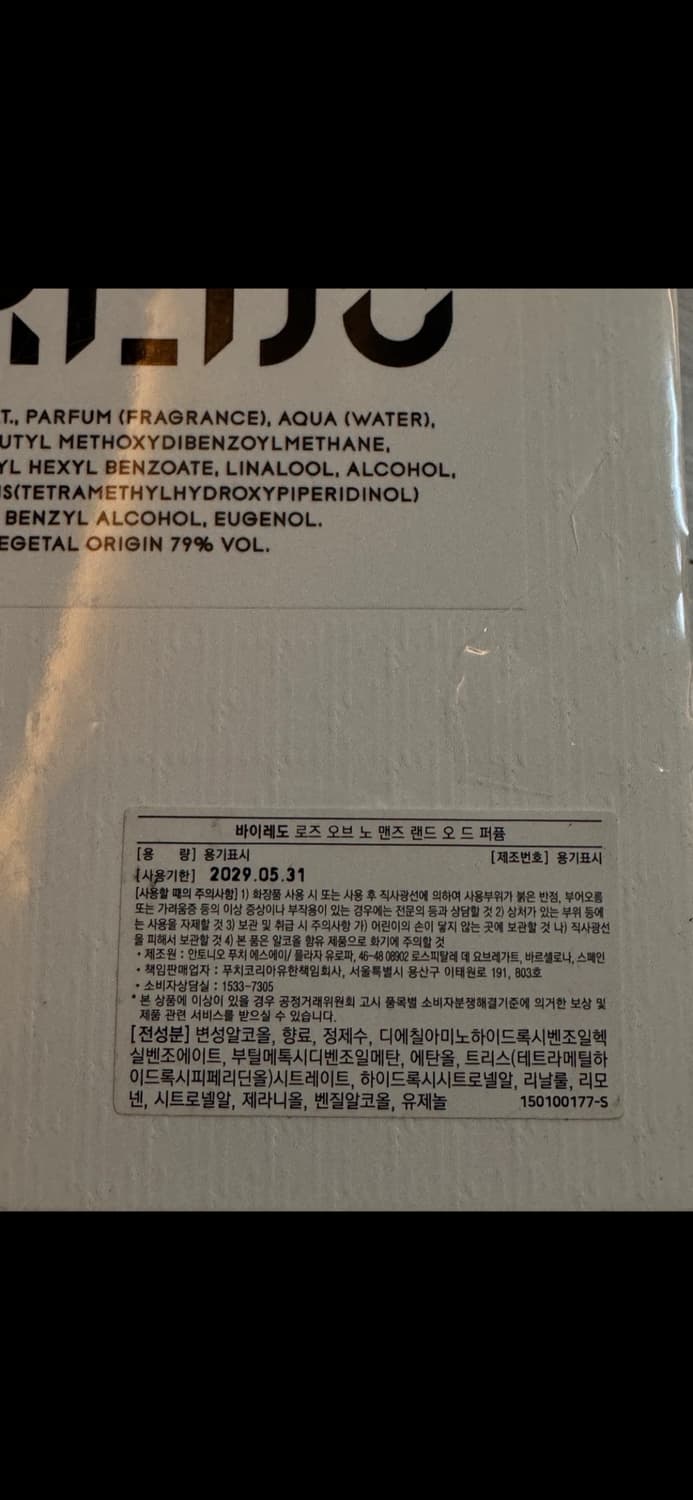 T., PARFUM (FRAGRANCE), AQUA (WATER),
UTYL METHOXYDIBENZOYLMETHANE,
YL HEXYL BENZOATE, LINALOOL, ALCOHOL,
IS(TETRAMETHYLHYDROXYPIPERIDINOL)
BENZYL ALCOHOL, EUGENOL.
EGETAL ORIGIN 79% VOL.
바이레도 로즈 오브 노 맨즈 랜드 오 드 퍼퓸
[용 량] 용기표시 [제조번호] 용기표시
[사용기한] 2029.05.31
[사용할 때의 주의사항] 1) 화장품 사용 시 또는 사용 후 직사광선에 의하여 사용부위가 붉은 반점, 부어오름
또는 가려움증 등의 이상 증상이나 부작용이 있는 경우에는 전문의 등과 상담할 것 2) 상처가 있는 부위 등에
는 사용을 자제할 것 3) 보관 및 취급 시 주의사항 가) 어린이의 손이 닿지 않는 곳에 보관할 것 나) 직사광선
을 피해서 보관할 것 4) 본 품은 알코올 함유 제품으로 화기에 주의할 것
• 제조원 : 안토니오 푸치 에스에이/ 플라자 유로파, 46-48 08902 로스피탈레 데 요브레가트, 바르셀로나, 스페인
• 책임판매업자 : 푸치코리아유한책임회사, 서울특별시 용산구 이태원로 191, 803호
• 소비자상담실 : 1533-7305
* 본 상품에 이상이 있을 경우 공정거래위원회 고시 품목별 소비자분쟁해결기준에 의거한 보상 및
제품 관련 서비스를 받으실 수 있습니다.
[전성분] 변성알코올, 향료, 정제수, 디에칠아미노하이드록시벤조일헥
실벤조에이트, 부틸메톡시디벤조일메탄, 에탄올, 트리스(테트라메틸하
이드록시피페리딘올)시트레이트, 하이드록시시트로넬알, 리날룰, 리모
넨, 시트로넬알, 제라니올, 벤질알코올, 유제놀 150100177-S